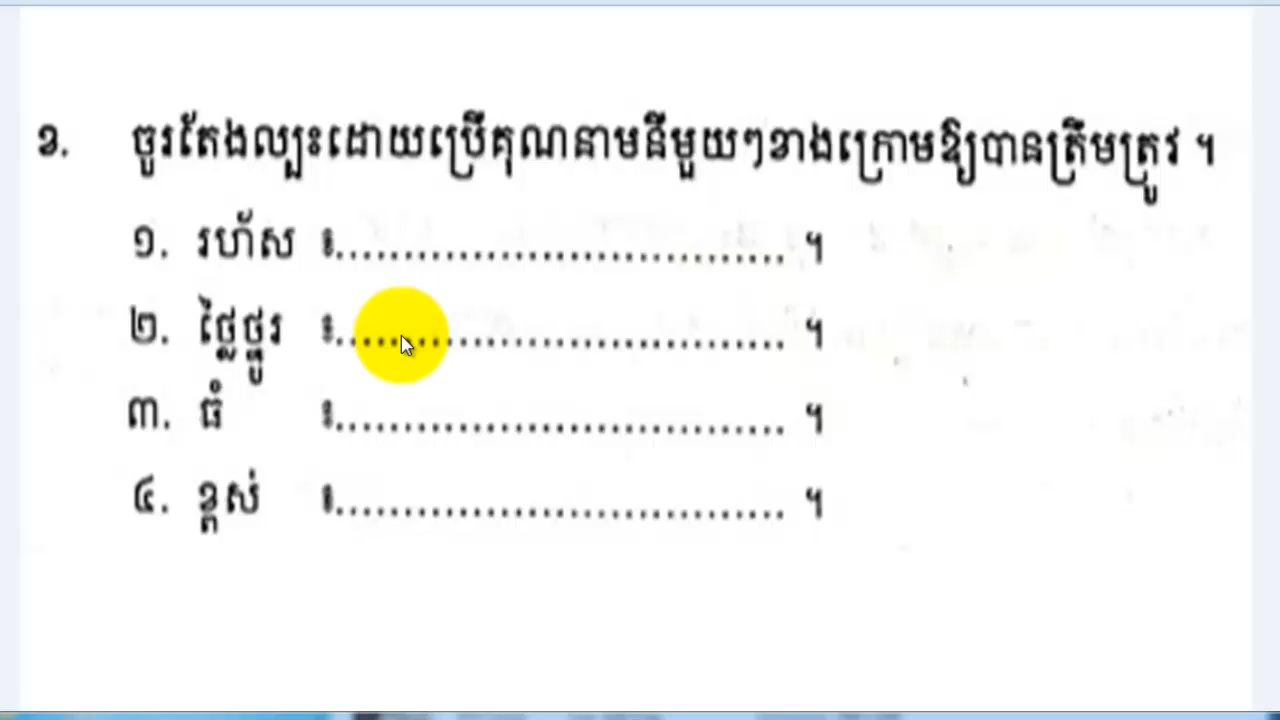 ខ. ចូរតែងល្បះដោយប្រើគុណនាមនីមួយៗខាងក្រោមឱ្យបានត្រឹមត្រូវ ។
១. រហ័ស ៖................................. ។
២. ថ្លៃថ្នូរ ៖................................. ។
៣. ធំ ៖................................. ។
៤. ខ្ពស់ ៖................................. ។